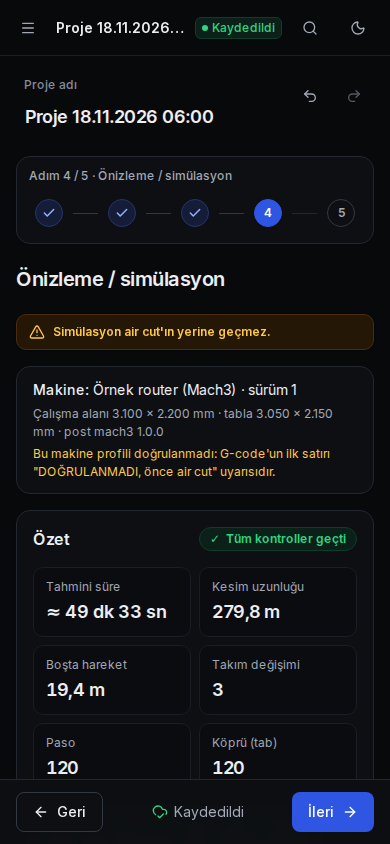 Proje 18.11.2026...
Kaydedildi
Proje adı
Proje 18.11.2026 06:00
Adım 4 / 5 · Önizleme / simülasyon
4
5
Önizleme / simülasyon
Simülasyon air cut'ın yerine geçmez.
Makine: Örnek router (Mach3) · sürüm 1
Çalışma alanı 3.100 × 2.200 mm · tabla 3.050 × 2.150
mm · post mach3 1.0.0
Bu makine profili doğrulanmadı: G-code'un ilk satırı
"DOĞRULANMADI, önce air cut" uyarısıdır.
Özet
✓ Tüm kontroller geçti
Tahmini süre
Kesim uzunluğu
≈ 49 dk 33 sn
279,8 m
Boşta hareket
Takım değişimi
19,4 m
3
Paso
Köprü (tab)
120
120
Geri
Kaydedildi
İleri